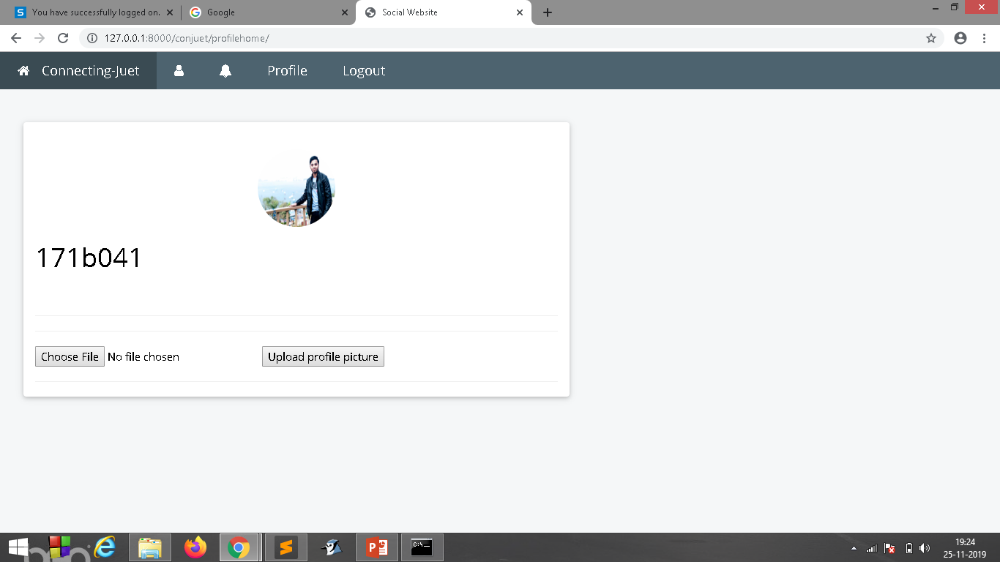 You have successfully logged on.
Google
Social Website
127.0.0.1:8000/conjuet/profilehome/
Connecting-Juet
Profile
Logout
171b041
Choose File No file chosen
Upload profile picture
19:24
25-11-2019